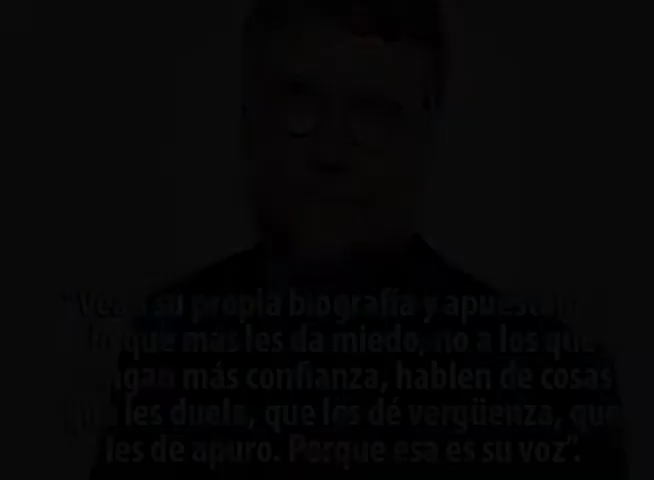 "Vean su propia biografía y apuesten a
lo que más les da miedo, no a los que
tengan más confianza, hablen de cosas
que les duela, que les dé vergüenza, que
les de apuro. Porque esa es su voz".